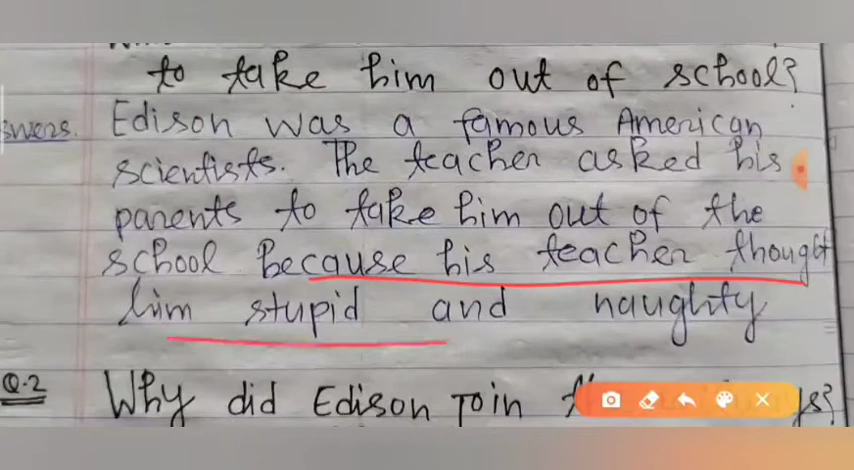 to take him out of school?
swers. Edison was a famous American
scientists. The teacher asked his
parents to take him out of the
school because his teacher thought
him stupid and naughty
Q.2 Why did Edison Join